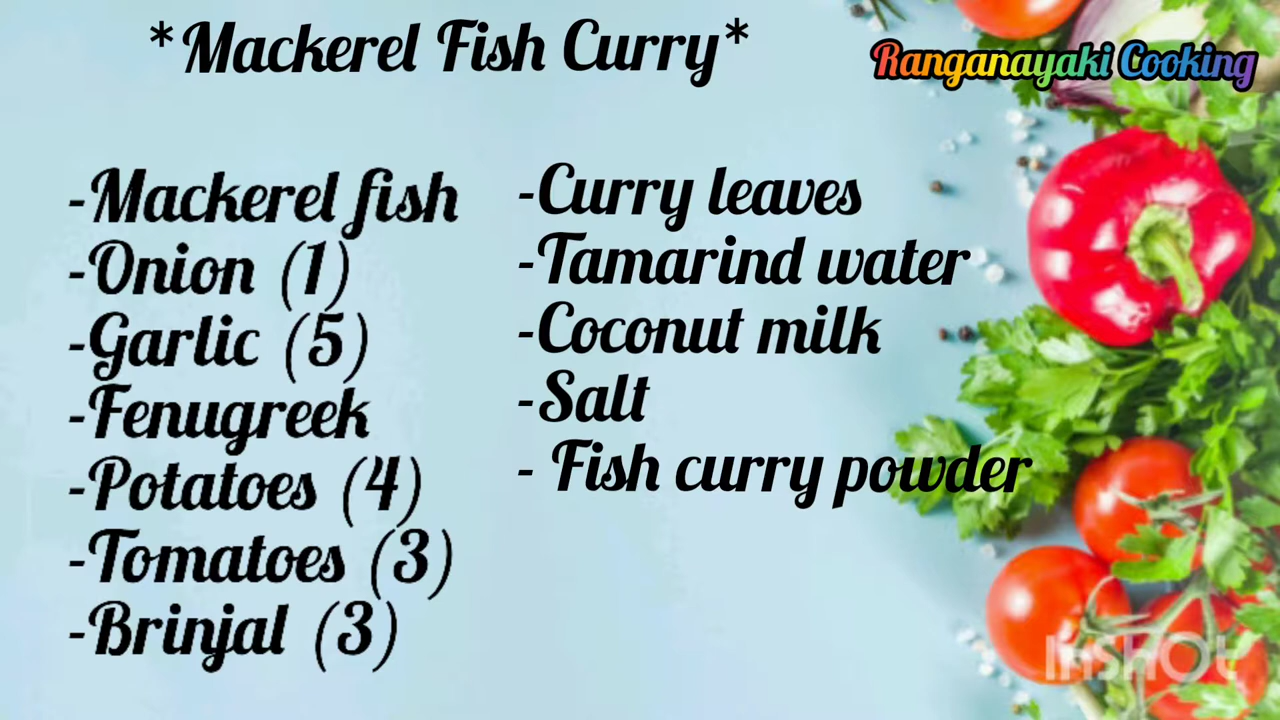 *Mackerel Fish Curry*
Ranganayaki Cooking
-Mackerel fish
-Onion (1)
-Garlic (5)
-Fenugreek
-Potatoes (4)
-Tomatoes (3)
-Brinjal (3)
-Curry leaves
-Tamarind water
-Coconut milk
-Salt
- Fish curry powder
InShOt